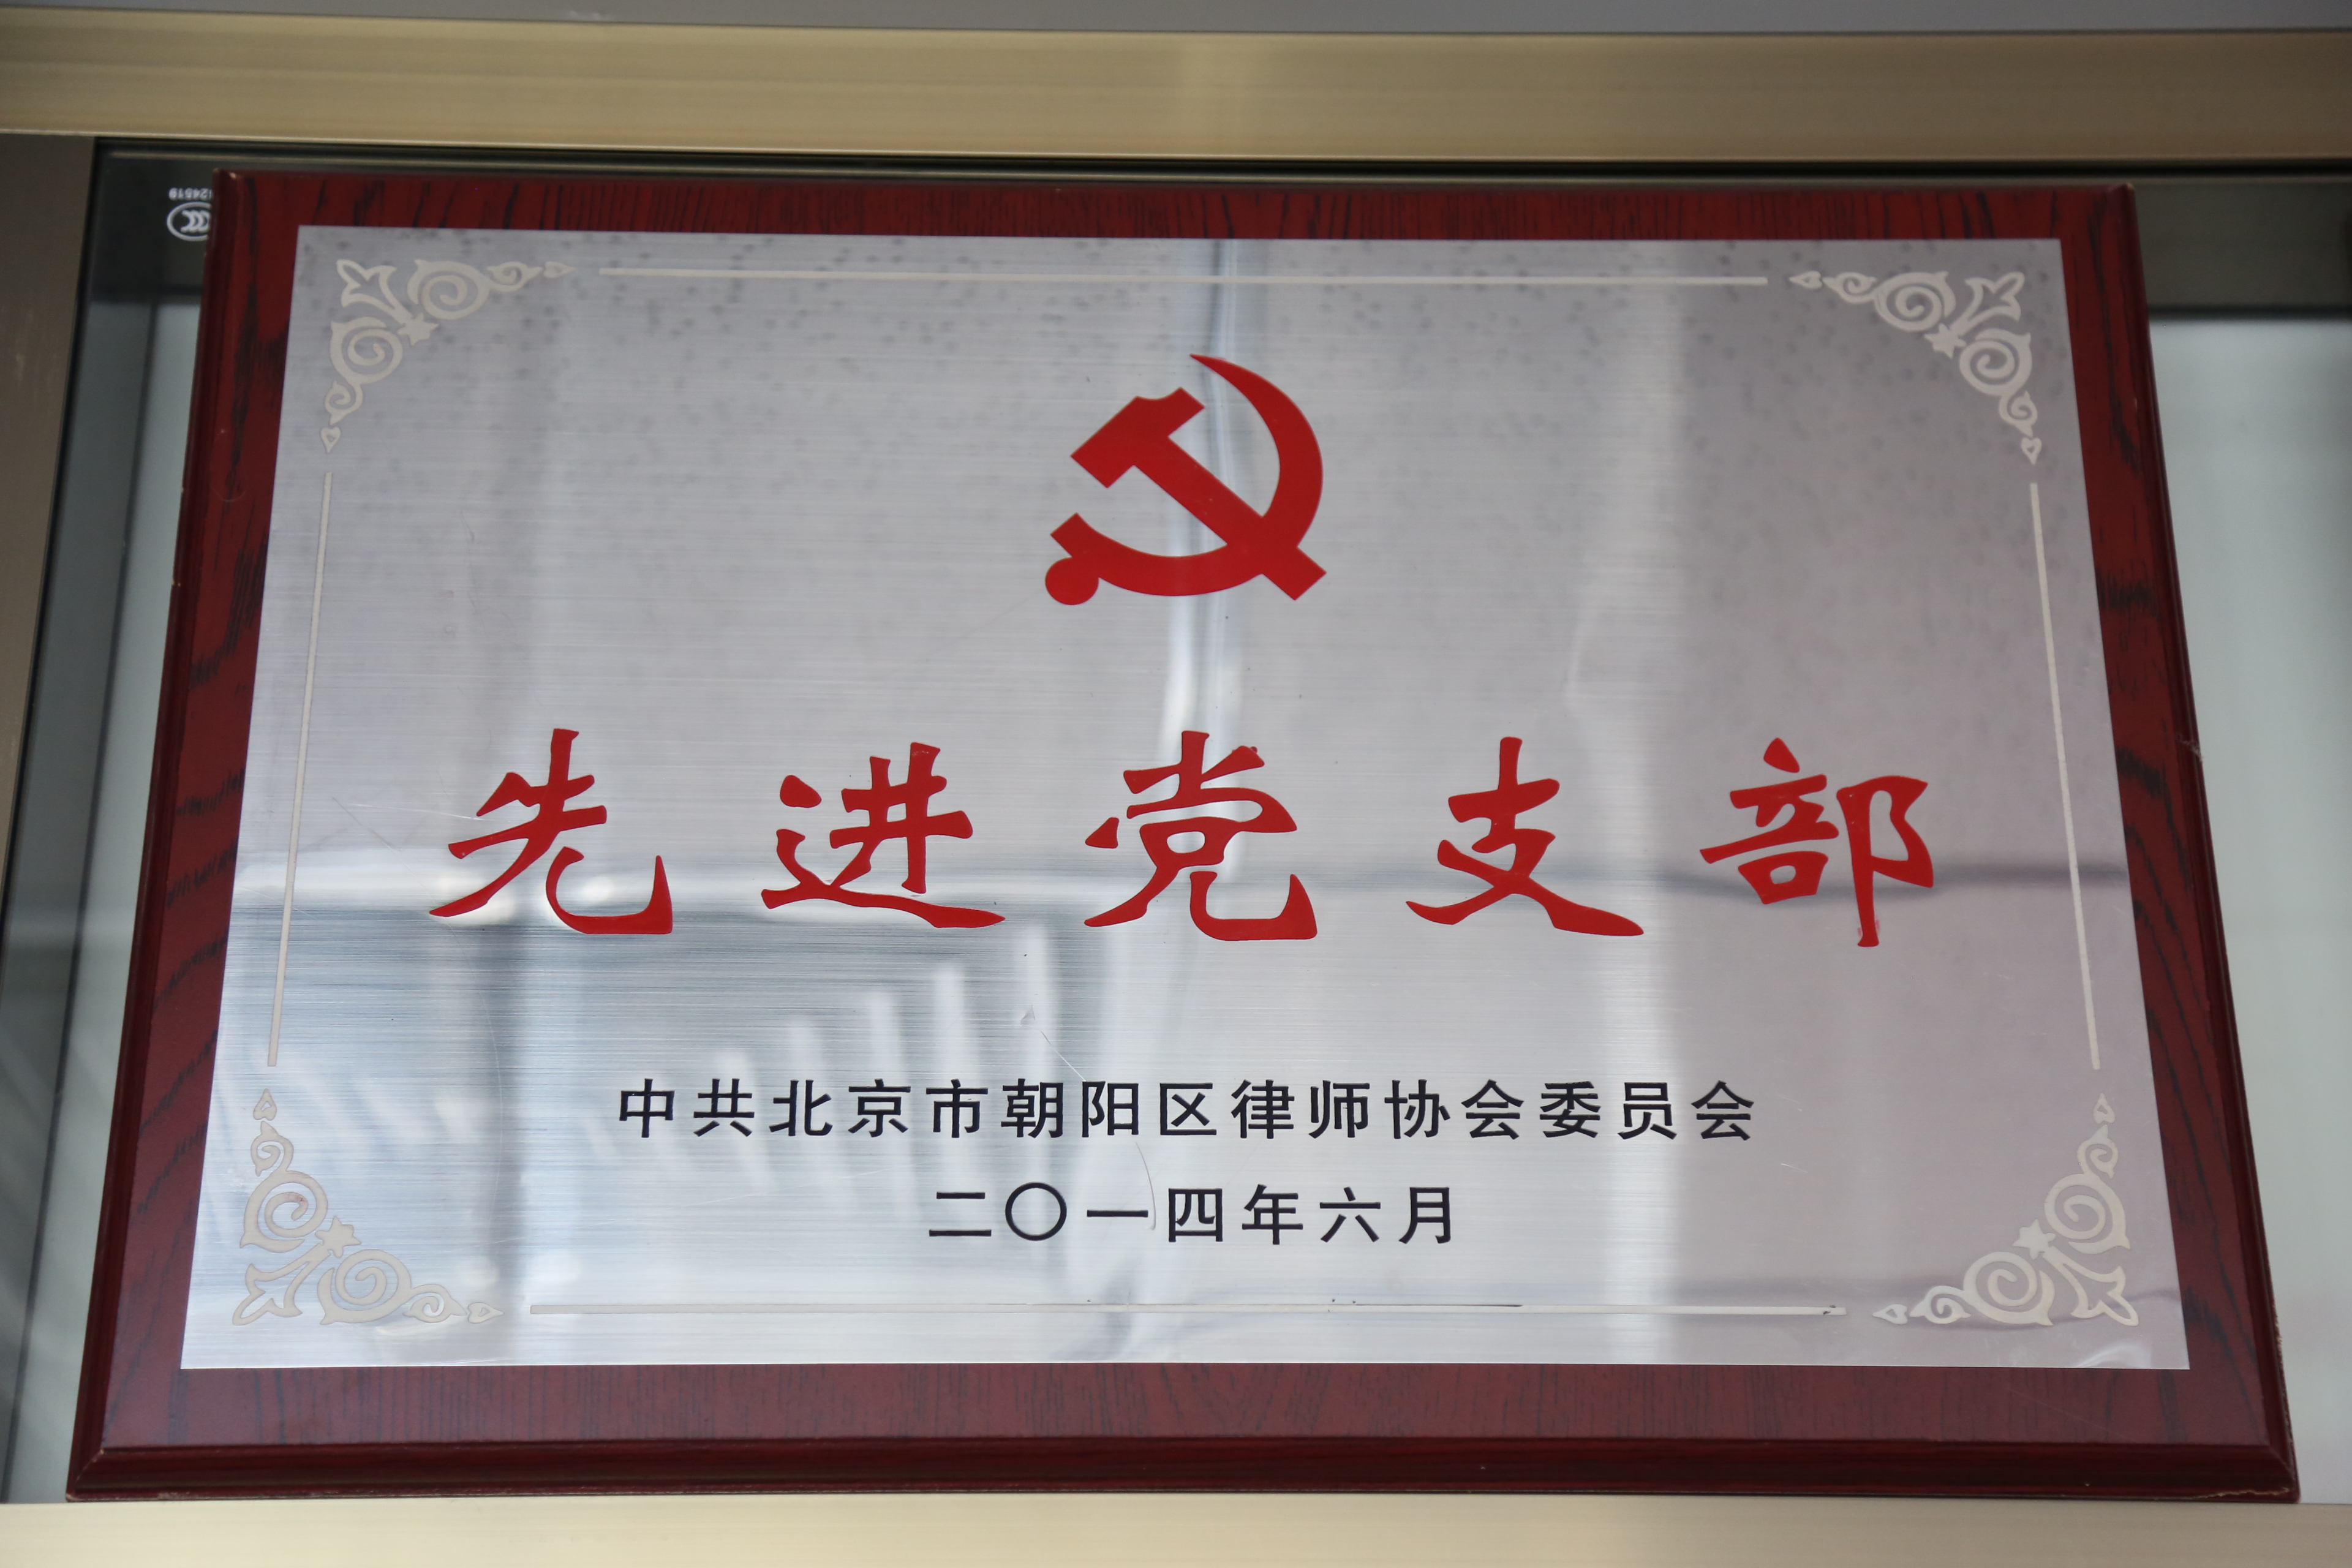 先进党支部
中共北京市朝阳区律师协会委员会
二〇一四年六月